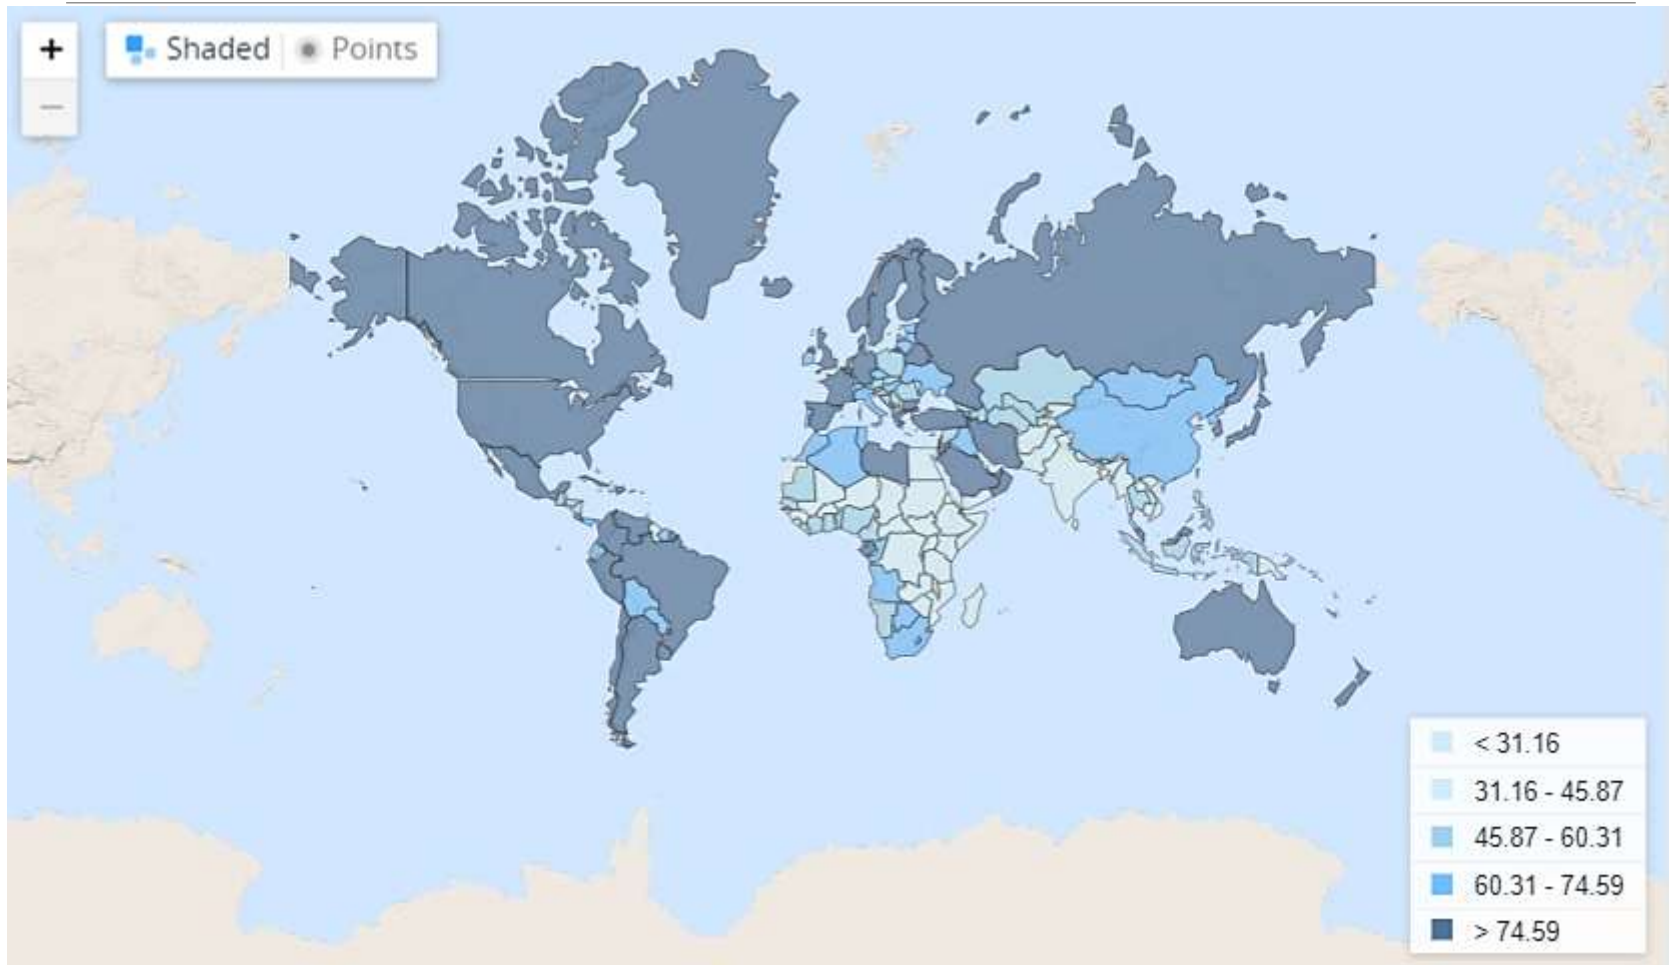 +
Shaded
Points
−
< 31.16
31.16 - 45.87
45.87 - 60.31
60.31 - 74.59
> 74.59